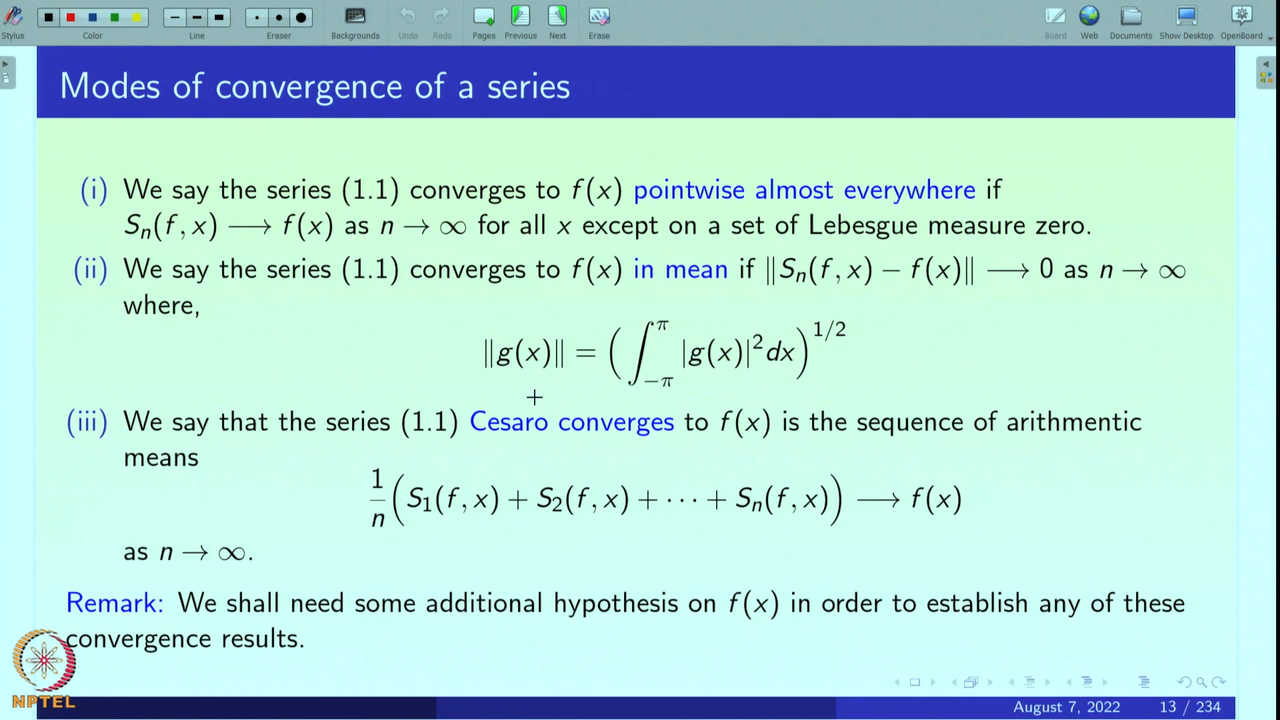 Stylus
Color
Line
Eraser
Backgrounds
Undo
Redo
Pages
Previous
Next
Erase
Board
Web
Documents
Show Desktop
OpenBoard
Modes of convergence of a series
(i) We say the series (1.1) converges to f(x) pointwise almost everywhere if
Sₙ(f, x) ⟶ f(x) as n → ∞ for all x except on a set of Lebesgue measure zero.
(ii) We say the series (1.1) converges to f(x) in mean if ‖Sₙ(f, x) − f(x)‖ ⟶ 0 as n → ∞
where,
‖g(x)‖ = (∫_{−π}^{π} |g(x)|² dx)^{1/2}
(iii) We say that the series (1.1) Cesaro converges to f(x) is the sequence of arithmentic
means
1/n (S₁(f, x) + S₂(f, x) + ⋯ + Sₙ(f, x)) ⟶ f(x)
as n → ∞.
Remark: We shall need some additional hypothesis on f(x) in order to establish any of these
convergence results.
NPTEL
August 7, 2022 13 / 234